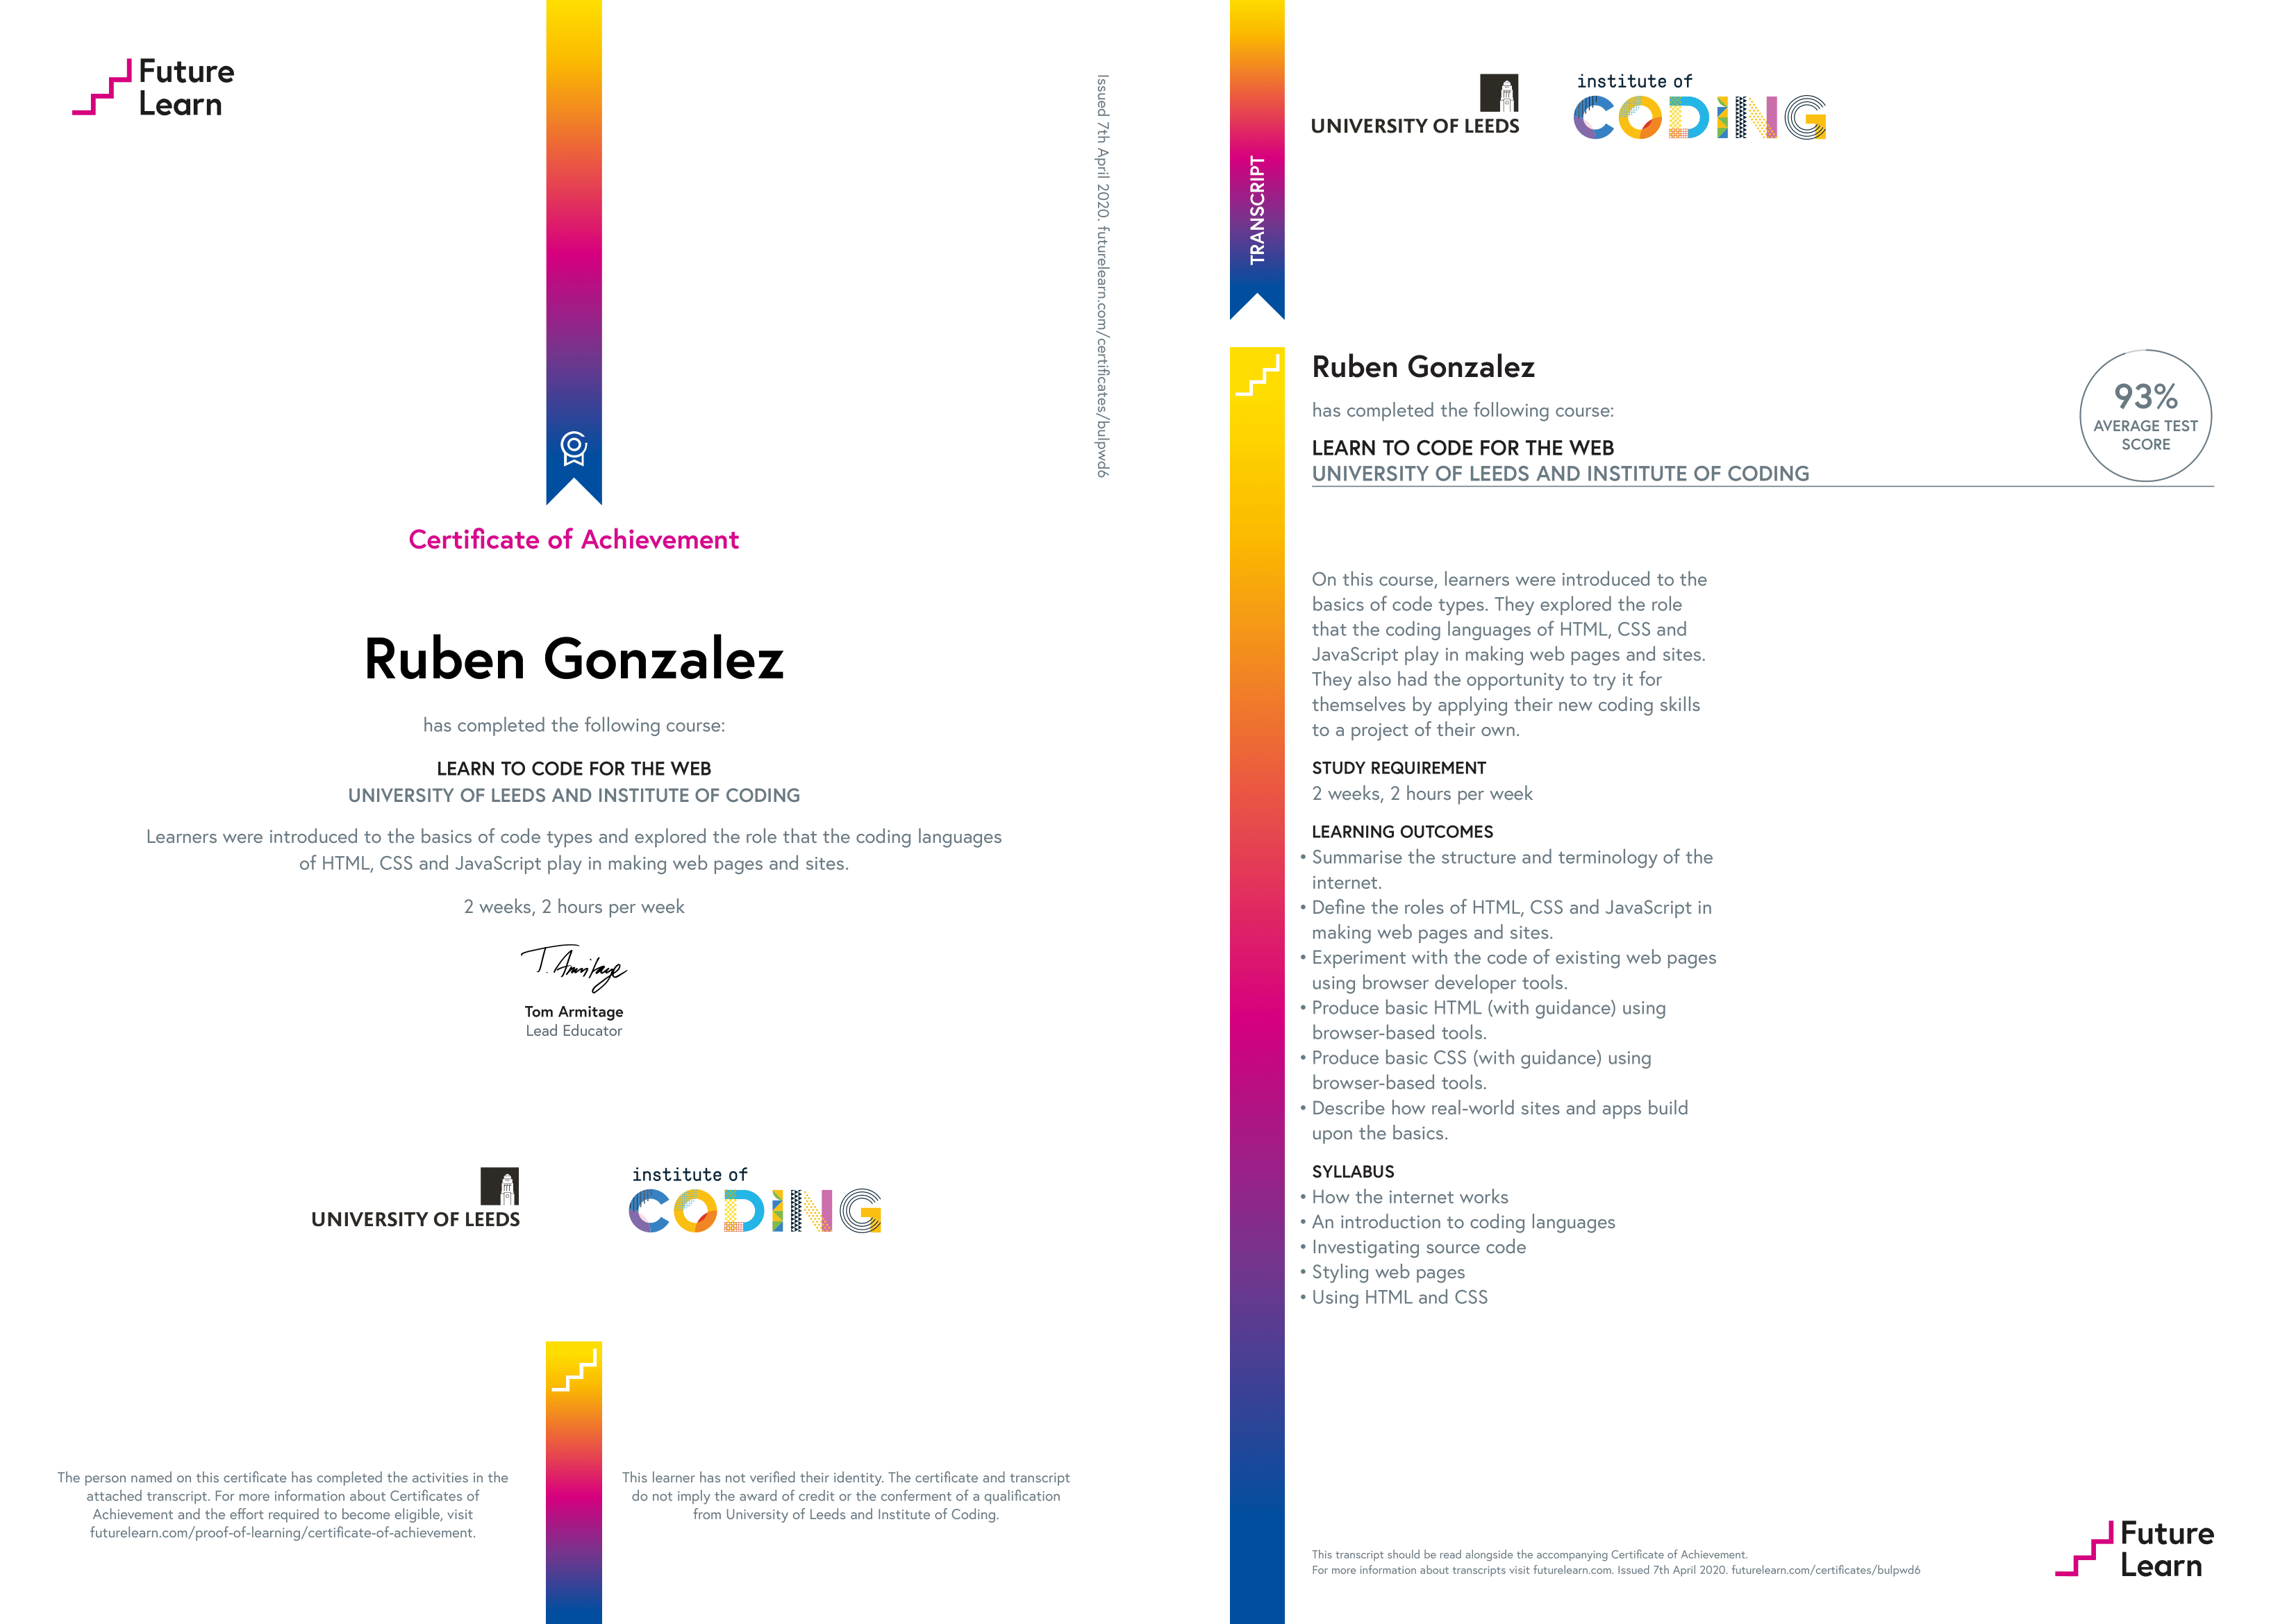 Future
Learn
Issued 7th April 2020. futurelearn.com/certificates/bulpwd6
Certificate of Achievement
Ruben Gonzalez
has completed the following course:
LEARN TO CODE FOR THE WEB
UNIVERSITY OF LEEDS AND INSTITUTE OF CODING
Learners were introduced to the basics of code types and explored the role that the coding languages
of HTML, CSS and JavaScript play in making web pages and sites.
2 weeks, 2 hours per week
T. Armitage
Tom Armitage
Lead Educator
UNIVERSITY OF LEEDS
institute of
CODING
The person named on this certificate has completed the activities in the
attached transcript. For more information about Certificates of
Achievement and the effort required to become eligible, visit
futurelearn.com/proof-of-learning/certificate-of-achievement.
This learner has not verified their identity. The certificate and transcript
do not imply the award of credit or the conferment of a qualification
from University of Leeds and Institute of Coding.
TRANSCRIPT
UNIVERSITY OF LEEDS
institute of
CODING
Ruben Gonzalez
has completed the following course:
LEARN TO CODE FOR THE WEB
UNIVERSITY OF LEEDS AND INSTITUTE OF CODING
93%
AVERAGE TEST
SCORE
On this course, learners were introduced to the
basics of code types. They explored the role
that the coding languages of HTML, CSS and
JavaScript play in making web pages and sites.
They also had the opportunity to try it for
themselves by applying their new coding skills
to a project of their own.
STUDY REQUIREMENT
2 weeks, 2 hours per week
LEARNING OUTCOMES
• Summarise the structure and terminology of the
internet.
• Define the roles of HTML, CSS and JavaScript in
making web pages and sites.
• Experiment with the code of existing web pages
using browser developer tools.
• Produce basic HTML (with guidance) using
browser-based tools.
• Produce basic CSS (with guidance) using
browser-based tools.
• Describe how real-world sites and apps build
upon the basics.
SYLLABUS
• How the internet works
• An introduction to coding languages
• Investigating source code
• Styling web pages
• Using HTML and CSS
This transcript should be read alongside the accompanying Certificate of Achievement.
For more information about transcripts visit futurelearn.com. Issued 7th April 2020. futurelearn.com/certificates/bulpwd6
Future
Learn